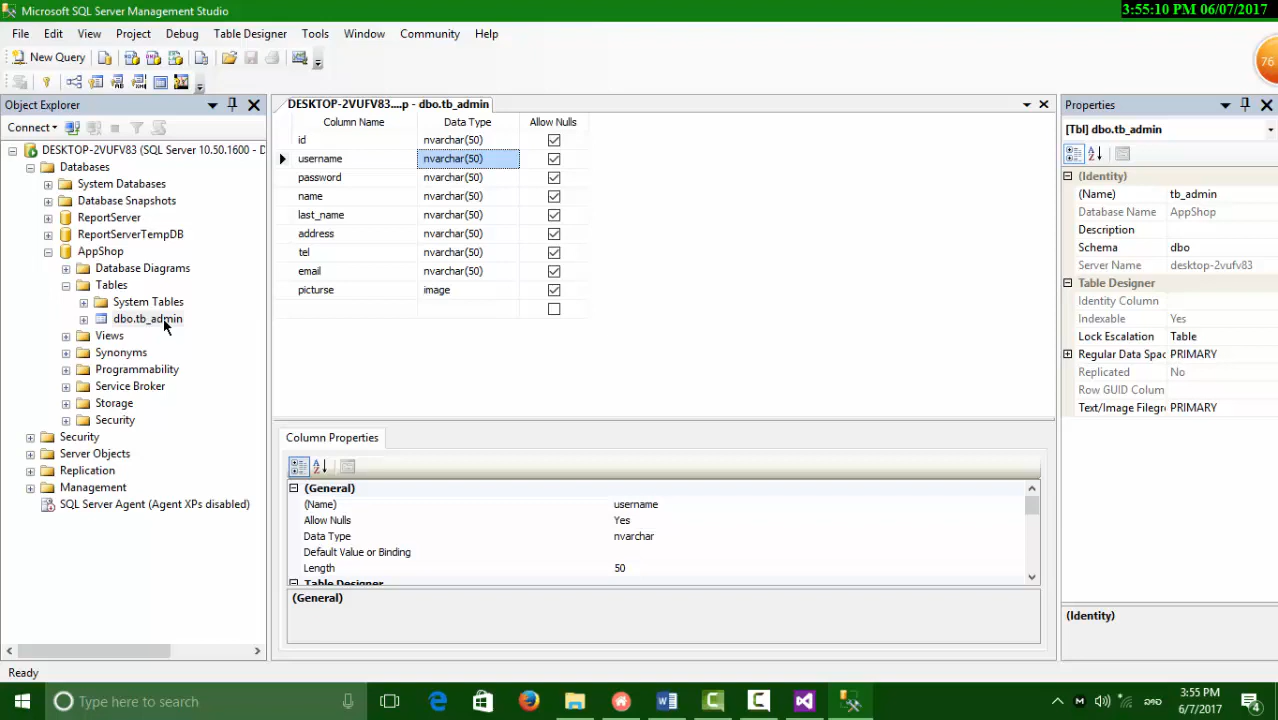 Microsoft SQL Server Management Studio
3:55:10 PM 06/07/2017
File Edit View Project Debug Table Designer Tools Window Community Help
New Query
76
Object Explorer
Connect
DESKTOP-2VUFV83 (SQL Server 10.50.1600 - D
Databases
System Databases
Database Snapshots
ReportServer
ReportServerTempDB
AppShop
Database Diagrams
Tables
System Tables
dbo.tb_admin
Views
Synonyms
Programmability
Service Broker
Storage
Security
Security
Server Objects
Replication
Management
SQL Server Agent (Agent XPs disabled)
DESKTOP-2VUFV83....p - dbo.tb_admin
Column Name Data Type Allow Nulls
id nvarchar(50)
username nvarchar(50)
password nvarchar(50)
name nvarchar(50)
last_name nvarchar(50)
address nvarchar(50)
tel nvarchar(50)
email nvarchar(50)
picturse image
Column Properties
(General)
(Name) username
Allow Nulls Yes
Data Type nvarchar
Default Value or Binding
Length 50
Table Designer
(General)
Properties
[Tbl] dbo.tb_admin
(Identity)
(Name) tb_admin
Database Name AppShop
Description
Schema dbo
Server Name desktop-2vufv83
Table Designer
Identity Column
Indexable Yes
Lock Escalation Table
Regular Data Spac PRIMARY
Replicated No
Row GUID Colum
Text/Image Filegr PRIMARY
(Identity)
Ready
Type here to search
3:55 PM
6/7/2017
4